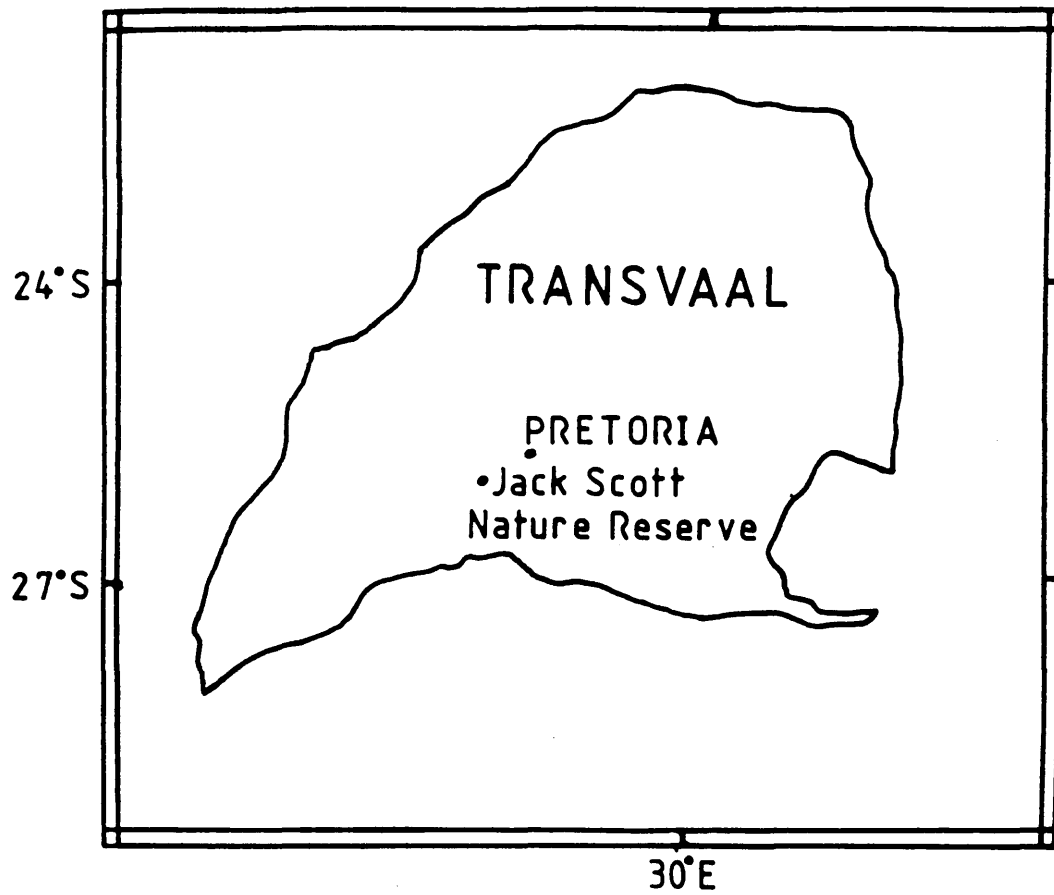 24°S
TRANSVAAL
PRETORIA
Jack Scott
Nature Reserve
27°S
30°E